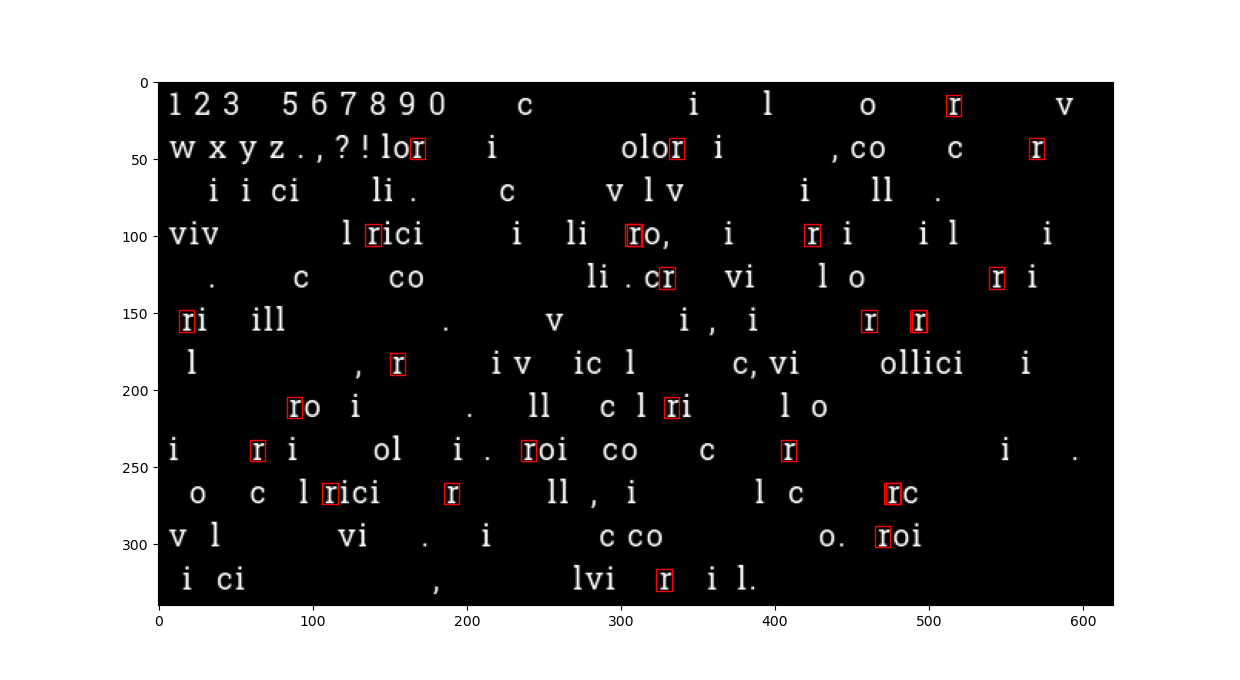 1 2 3 5 6 7 8 9 0 c i l o r v
w x y z . , ? ! lor i olor i , co c r
i i ci li . c v l v i ll .
viv l rici i li ro, i r i i l i
. c co li . cr vi l o r i
ri ill . v i , i r r
l , r i v ic l c, vi ollici i
ro i . ll c l ri l o
i r i ol i . roi co c r i .
o c l rici r ll , i l c rc
v l vi . i c co o. roi
i ci , lvi r i l.
0
50
100
150
200
250
300
0 100 200 300 400 500 600